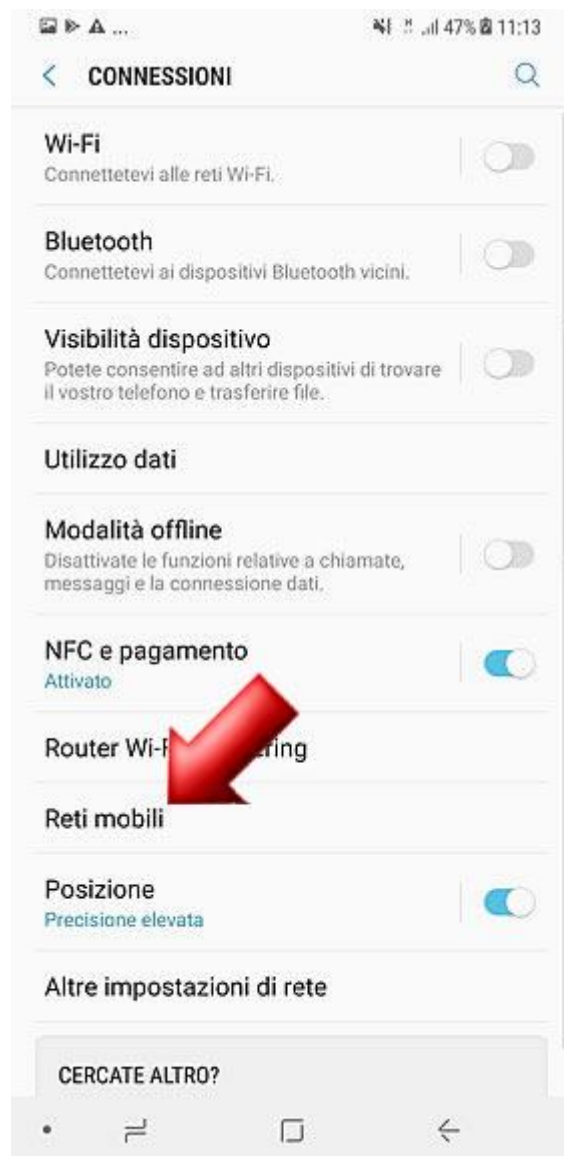 ... 47% 11:13
CONNESSIONI
Wi-Fi
Connettetevi alle reti Wi-Fi.
Bluetooth
Connettetevi ai dispositivi Bluetooth vicini.
Visibilità dispositivo
Potete consentire ad altri dispositivi di trovare
il vostro telefono e trasferire file.
Utilizzo dati
Modalità offline
Disattivate le funzioni relative a chiamate,
messaggi e la connessione dati.
NFC e pagamento
Attivato
Router Wi-F ring
Reti mobili
Posizione
Precisione elevata
Altre impostazioni di rete
CERCATE ALTRO?